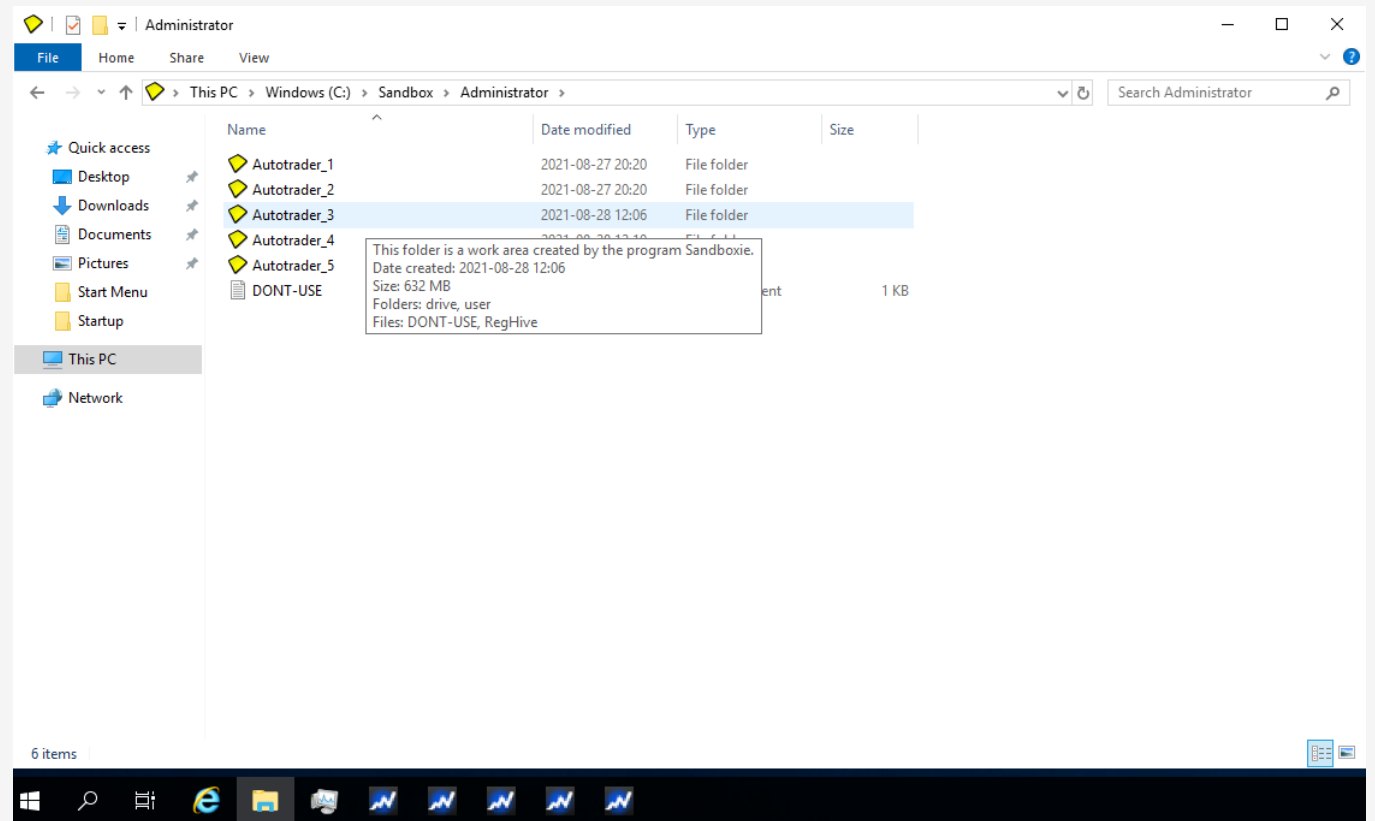 Administrator
File Home Share View
This PC > Windows (C:) > Sandbox > Administrator >
Search Administrator
Name Date modified Type Size
Quick access
Desktop
Downloads
Documents
Pictures
Start Menu
Startup
This PC
Network
Autotrader_1 2021-08-27 20:20 File folder
Autotrader_2 2021-08-27 20:20 File folder
Autotrader_3 2021-08-28 12:06 File folder
Autotrader_4
Autotrader_5
DONT-USE ent 1 KB
This folder is a work area created by the program Sandboxie.
Date created: 2021-08-28 12:06
Size: 632 MB
Folders: drive, user
Files: DONT-USE, RegHive
6 items